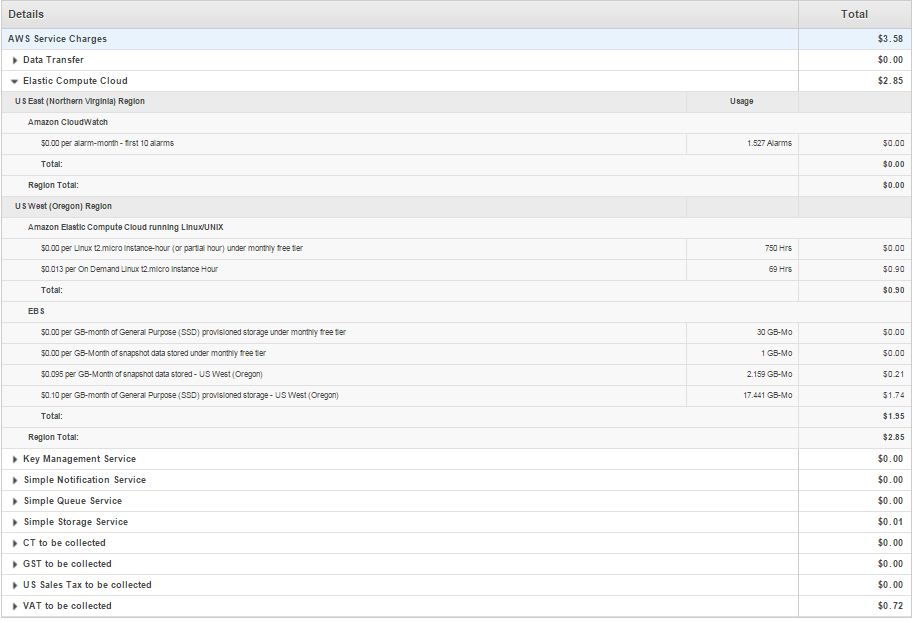 Details Total
AWS Service Charges $3.58
Data Transfer $0.00
Elastic Compute Cloud $2.85
US East (Northern Virginia) Region Usage
Amazon CloudWatch
$0.00 per alarm-month - first 10 alarms 1.527 Alarms $0.00
Total: $0.00
Region Total: $0.00
US West (Oregon) Region
Amazon Elastic Compute Cloud running Linux/UNIX
$0.00 per Linux t2.micro instance-hour (or partial hour) under monthly free tier 750 Hrs $0.00
$0.013 per On Demand Linux t2.micro Instance Hour 69 Hrs $0.90
Total: $0.90
EBS
$0.00 per GB-month of General Purpose (SSD) provisioned storage under monthly free tier 30 GB-Mo $0.00
$0.00 per GB-Month of snapshot data stored under monthly free tier 1 GB-Mo $0.00
$0.095 per GB-Month of snapshot data stored - US West (Oregon) 2.159 GB-Mo $0.21
$0.10 per GB-month of General Purpose (SSD) provisioned storage - US West (Oregon) 17.441 GB-Mo $1.74
Total: $1.95
Region Total: $2.85
Key Management Service $0.00
Simple Notification Service $0.00
Simple Queue Service $0.00
Simple Storage Service $0.01
CT to be collected $0.00
GST to be collected $0.00
US Sales Tax to be collected $0.00
VAT to be collected $0.72